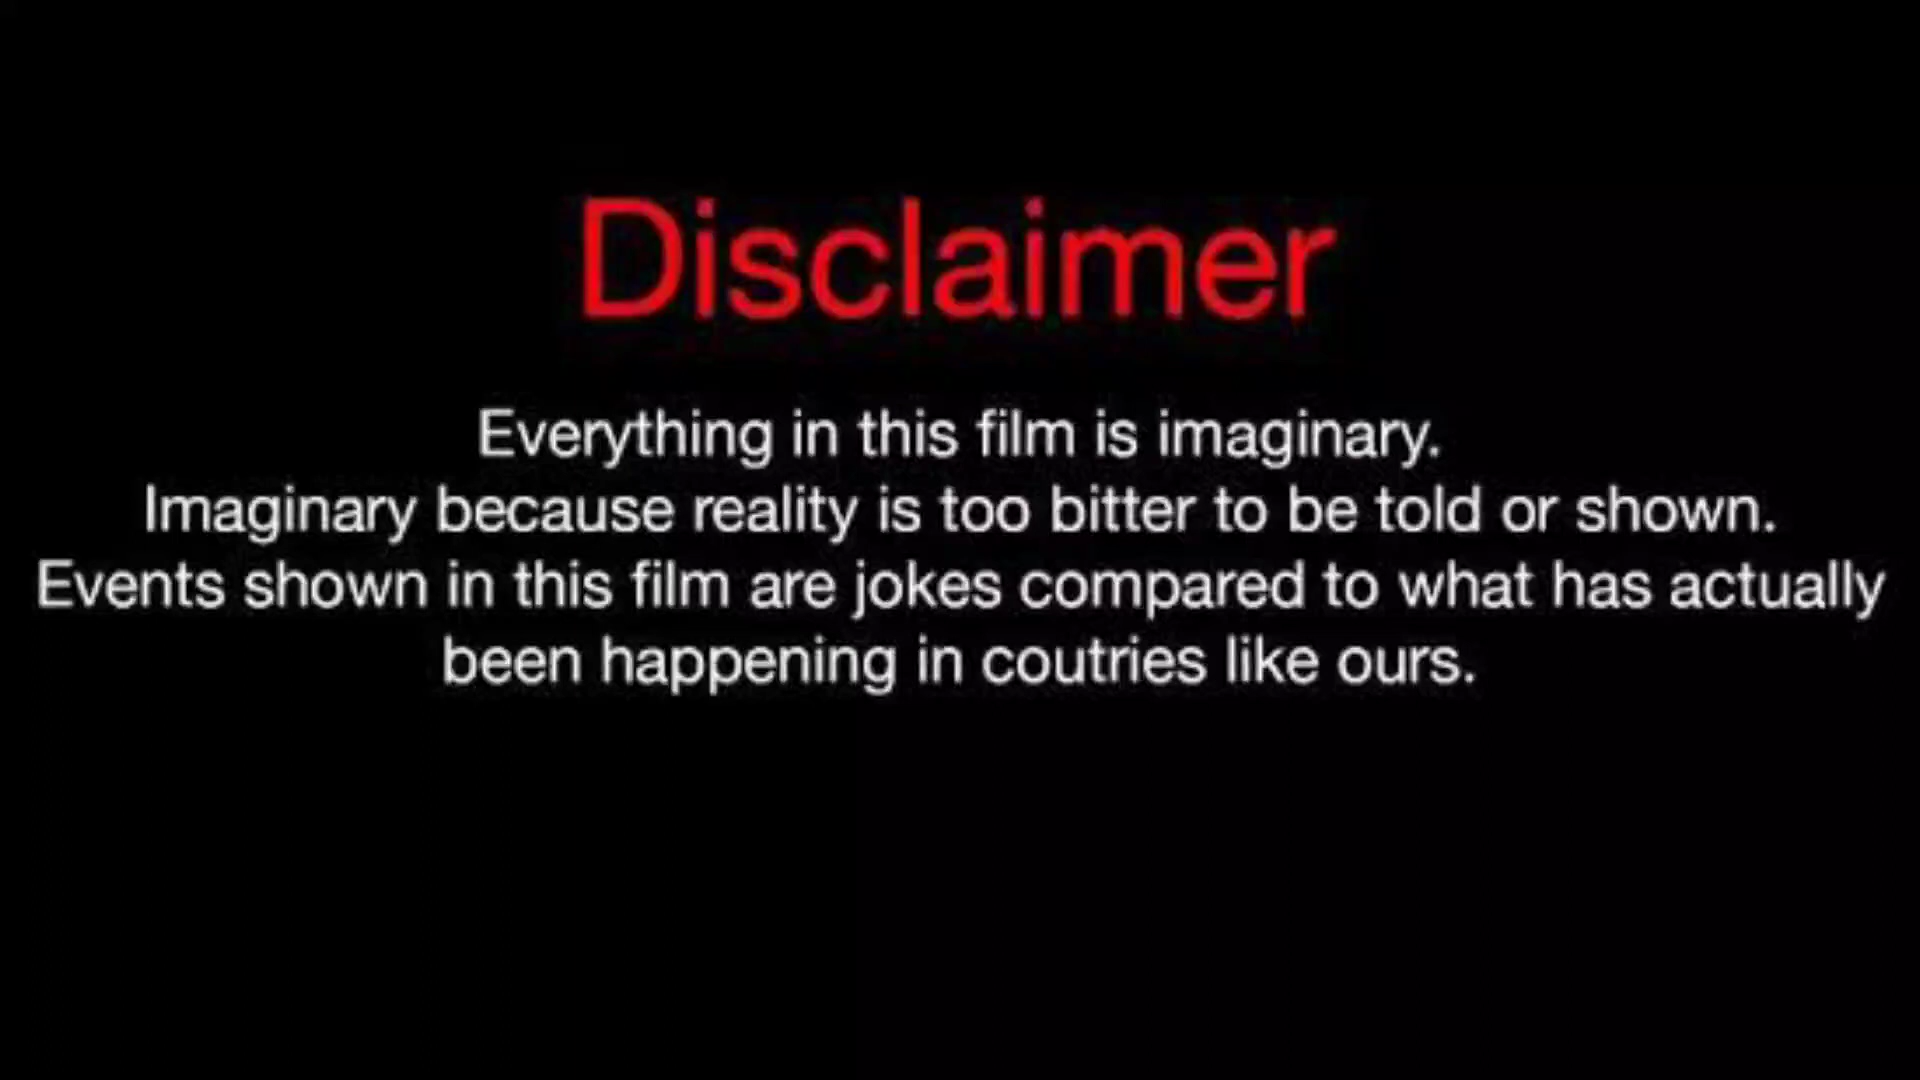 Disclaimer
Everything in this film is imaginary.
Imaginary because reality is too bitter to be told or shown.
Events shown in this film are jokes compared to what has actually
been happening in coutries like ours.